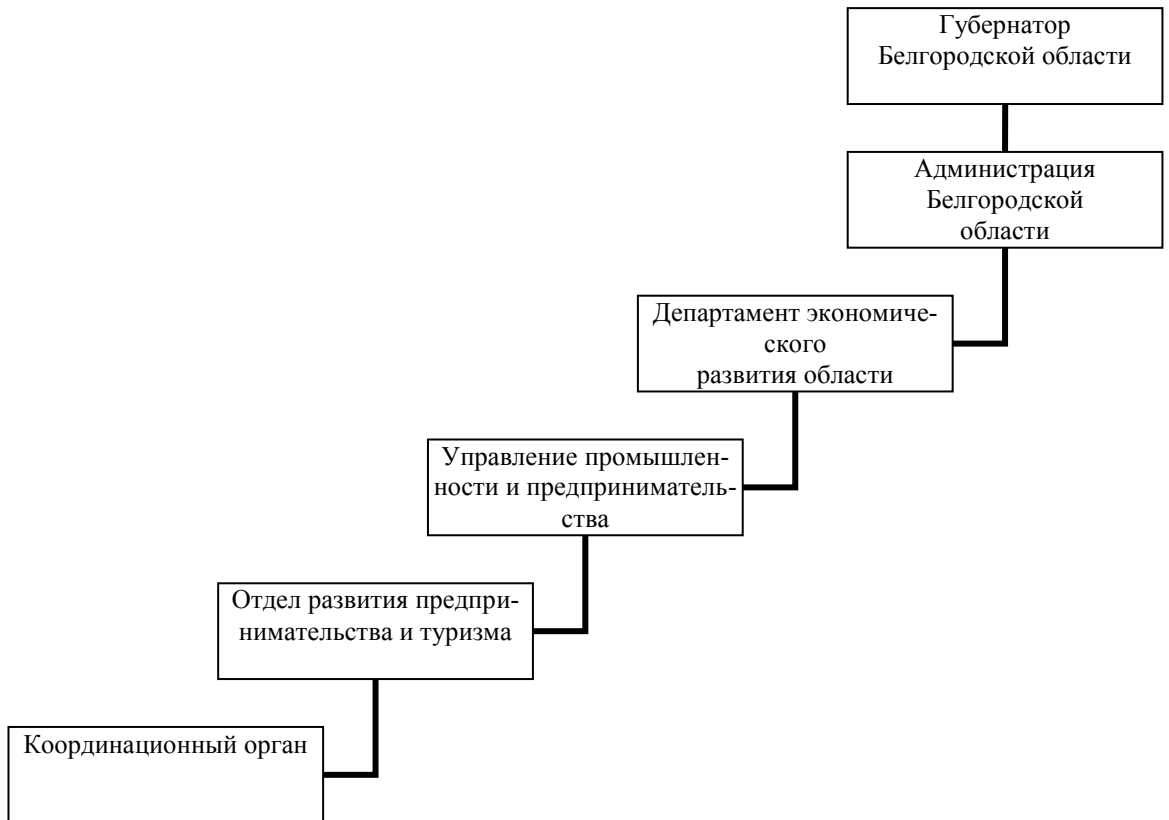 Губернатор
Белгородской области
Администрация
Белгородской
области
Департамент экономиче-
ского
развития области
Управление промышлен-
ности и предприниматель-
ства
Отдел развития предпри-
нимательства и туризма
Координационный орган